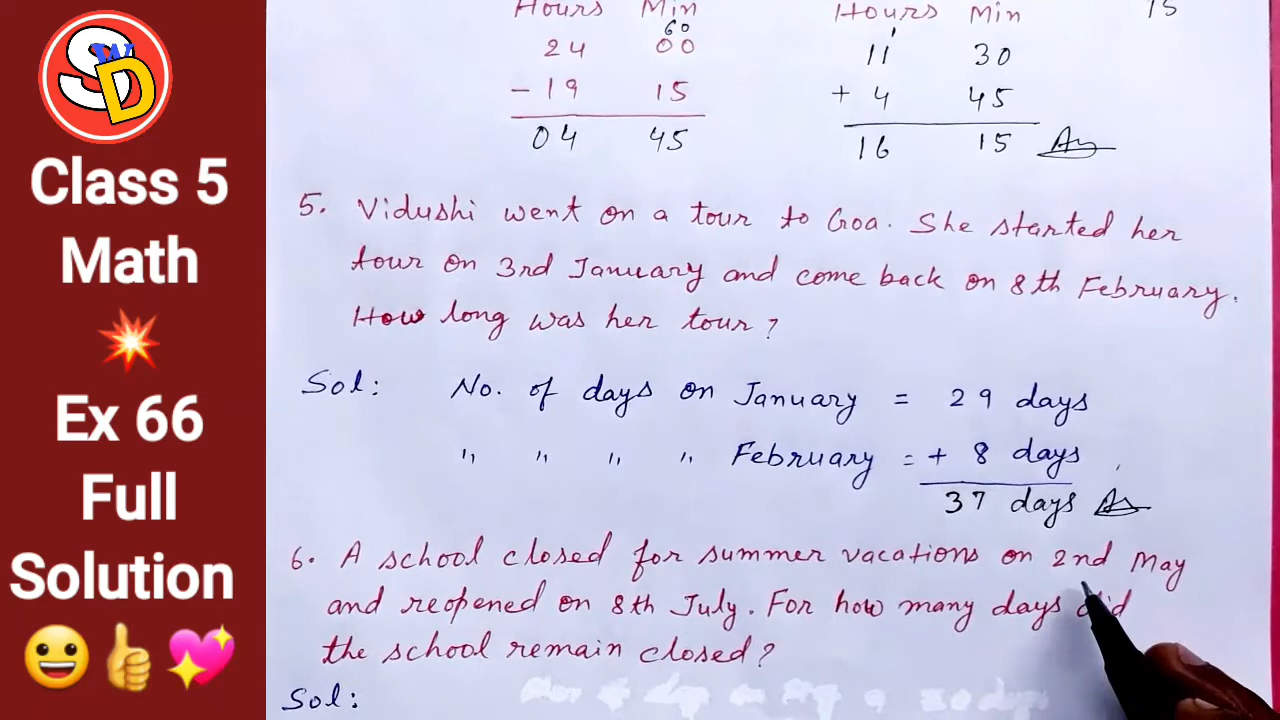 SD
W
Class 5
Math
Ex 66
Full
Solution
Hours Min
60
24 00
- 19 15
04 45
Hours Min
1
11 30
+ 4 45
16 15 Ans
15
5. Vidushi went on a tour to Goa. She started her
tour on 3rd January and come back on 8th February.
How long was her tour?
Sol: No. of days on January = 29 days
" " " " February = + 8 days
37 days Ans
6. A school closed for summer vacations on 2nd May
and reopened on 8th July. For how many days did
the school remain closed?
Sol: